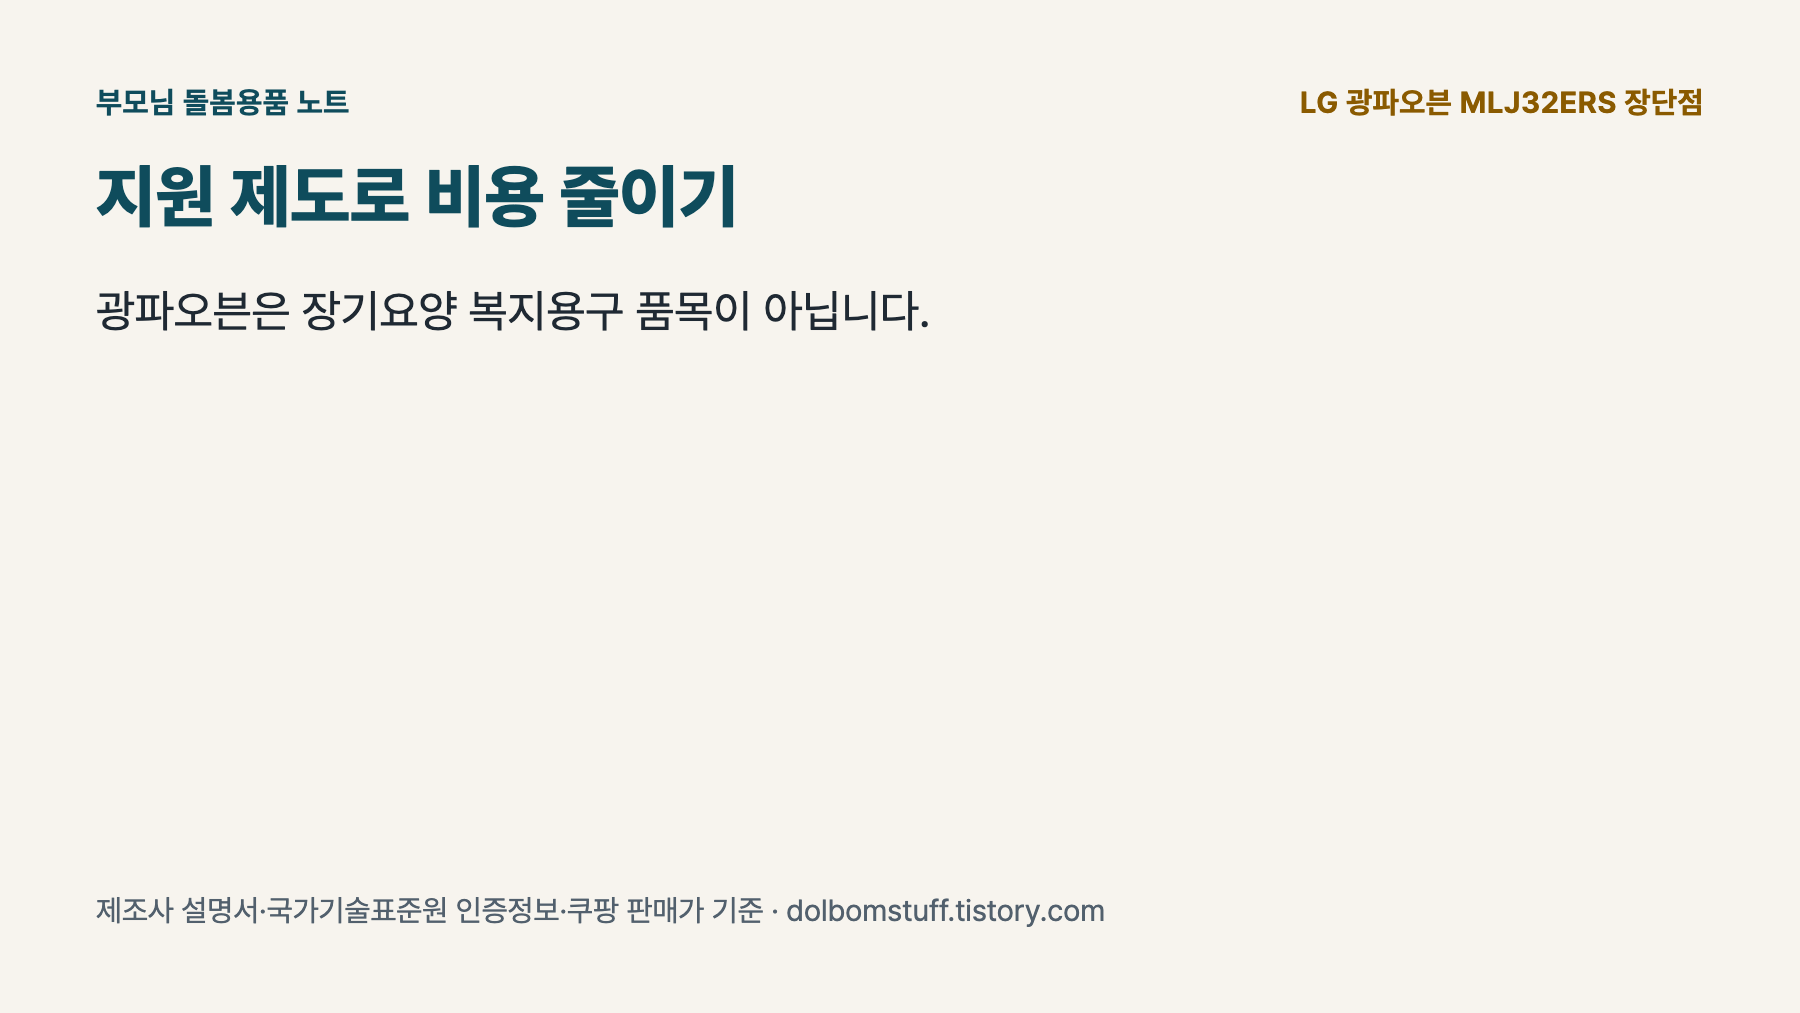 부모님 돌봄용품 노트
LG 광파오븐 MLJ32ERS 장단점
지원 제도로 비용 줄이기
광파오븐은 장기요양 복지용구 품목이 아닙니다.
제조사 설명서·국가기술표준원 인증정보·쿠팡 판매가 기준 · dolbomstuff.tistory.com